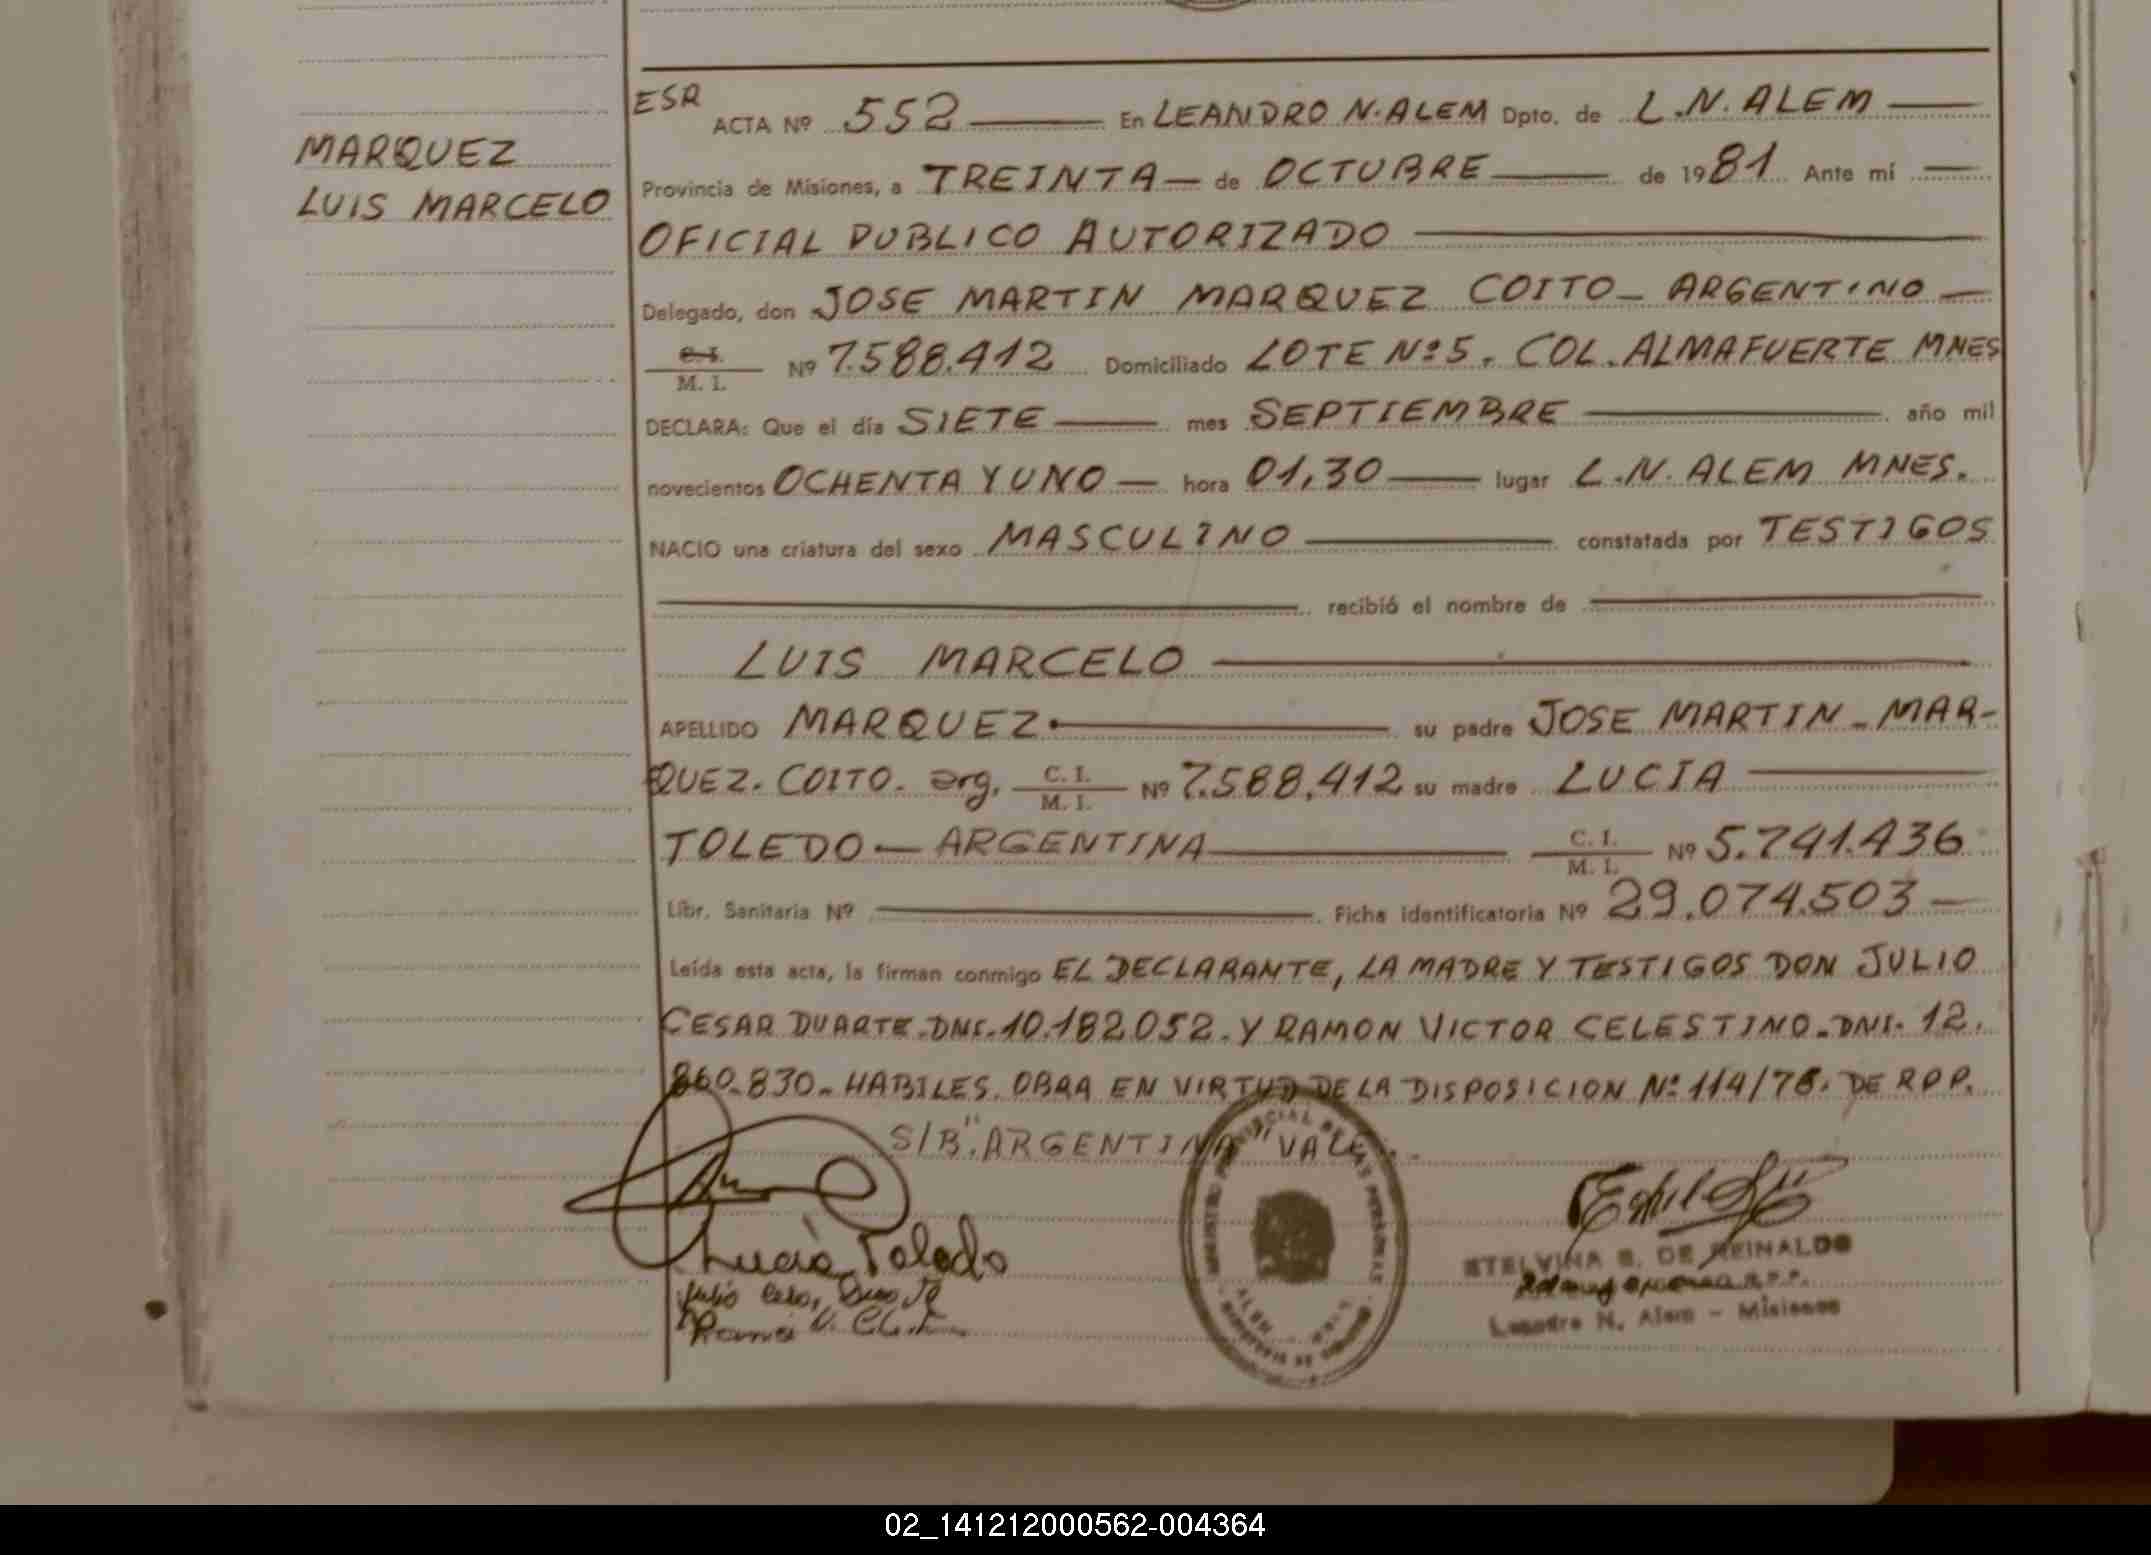 MARQUEZ
LUIS MARCELO
ESR
ACTA Nº 552 En LEANDRO N. ALEM Dpto. de L.N. ALEM
Provincia de Misiones, a TREINTA de OCTUBRE de 1981 Ante mí
OFICIAL PUBLICO AUTORIZADO
Delegado, don JOSE MARTIN MARQUEZ COITO - ARGENTINO
C. I. / M. I. Nº 7.588.412 Domiciliado LOTE Nº 5. COL. ALMAFUERTE MNES
DECLARA: Que el día SIETE mes SEPTIEMBRE año mil
novecientos OCHENTA Y UNO hora 01,30 lugar L.N. ALEM MNES.
NACIO una criatura del sexo MASCULINO constatada por TESTIGOS
recibió el nombre de
LUIS MARCELO
APELLIDO MARQUEZ su padre JOSE MARTIN - MAR-
QUEZ. COITO. arg. C. I. / M. I. Nº 7.588.412 su madre LUCIA
TOLEDO - ARGENTINA C. I. / M. I. Nº 5.741.436
Libr. Sanitaria Nº Ficha identificatoria Nº 29.074.503 -
Leída esta acta, la firman conmigo EL DECLARANTE, LA MADRE Y TESTIGOS DON JULIO
CESAR DUARTE. DNI. 10.182.052. Y RAMON VICTOR CELESTINO. DNI. 12.
860.830. HABILES. OBRA EN VIRTUD DE LA DISPOSICION Nº 114/76. DE RPP.
S/B. "ARGENTINA" VALE.
Lucia Toledo
ETELVINA B. DE REINALDO
Leandro N. Alem - Misiones
02_141212000562-004364